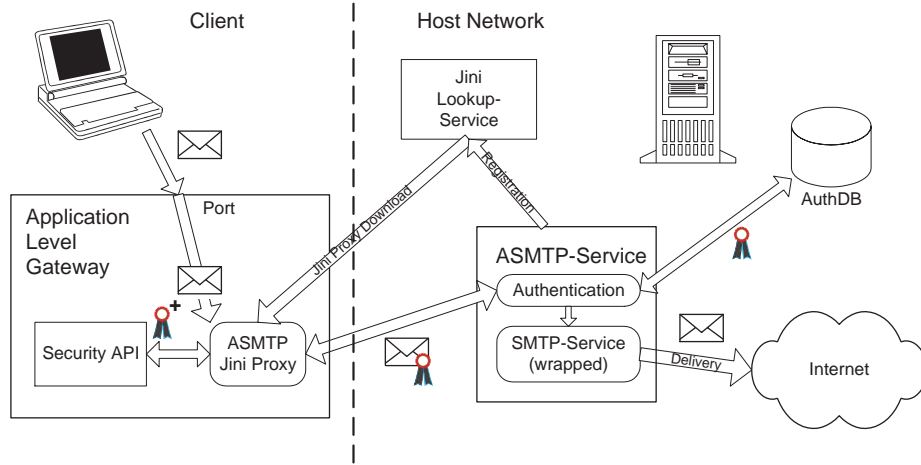 Client
Host Network
Jini
Lookup-
Service
Registration
Jini Proxy Download
AuthDB
Port
Application
Level
Gateway
+
Security API
ASMTP
Jini Proxy
ASMTP-Service
Authentication
SMTP-Service
(wrapped)
Delivery
Internet